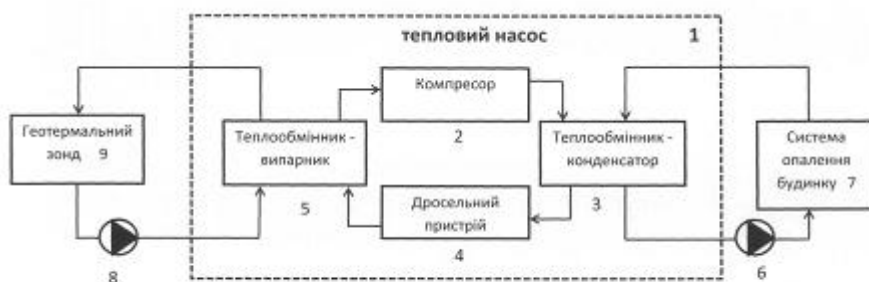 тепловий насос 1
Компресор
2
Геотермальний
зонд 9
Теплообмінник -
випарник
5
Теплообмінник -
конденсатор
3
Система
опалення
будинку 7
Дросельний
пристрій
4
8
6